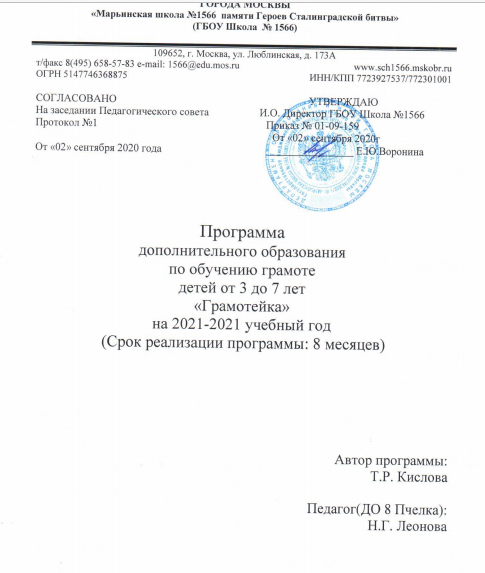 ГОРОДА МОСКВЫ
«Марьинская школа №1566 памяти Героев Сталинградской битвы»
(ГБОУ Школа № 1566)
109652, г. Москва, ул. Люблинская, д. 173А
т/факс 8(495) 658-57-83 e-mail: 1566@edu.mos.ru www.sch1566.mskobr.ru
ОГРН 5147746368875 ИНН/КПП 7723927537/772301001
СОГЛАСОВАНО УТВЕРЖДАЮ
На заседании Педагогического совета И.О. Директор ГБОУ Школа №1566
Протокол №1 Приказ № 01-09-159
От «02» сентября 2020г
От «02» сентября 2020 года Е.Ю.Воронина
Программа
дополнительного образования
по обучению грамоте
детей от 3 до 7 лет
«Грамотейка»
на 2021-2021 учебный год
(Срок реализации программы: 8 месяцев)
Автор программы:
Т.Р. Кислова
Педагог(ДО 8 Пчелка):
Н.Г. Леонова